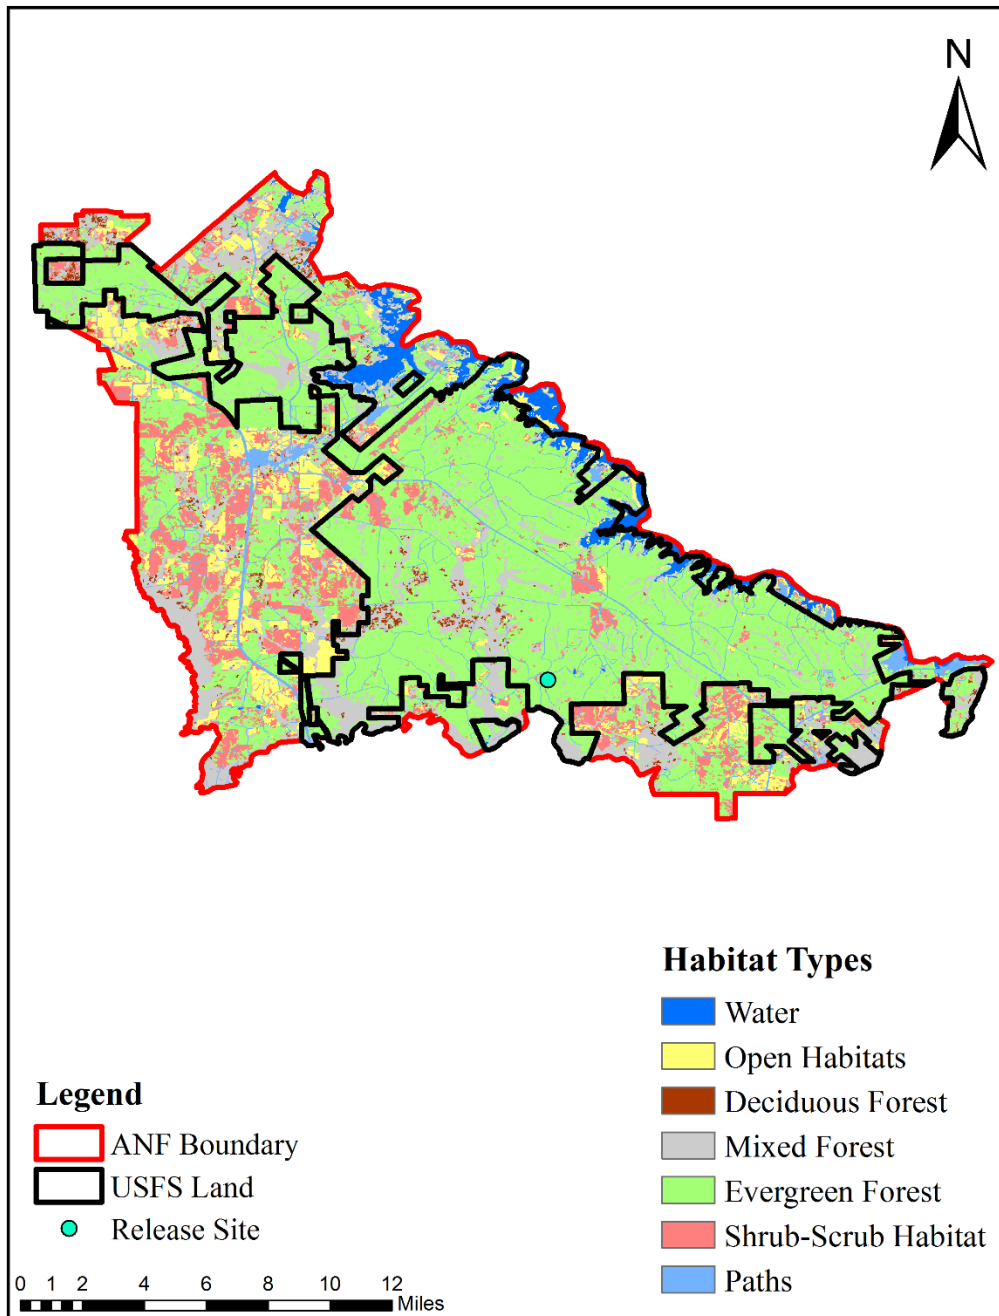 N
Habitat Types
Water
Open Habitats
Deciduous Forest
Mixed Forest
Evergreen Forest
Shrub-Scrub Habitat
Paths
Legend
ANF Boundary
USFS Land
Release Site
0 1 2 4 6 8 10 12
Miles